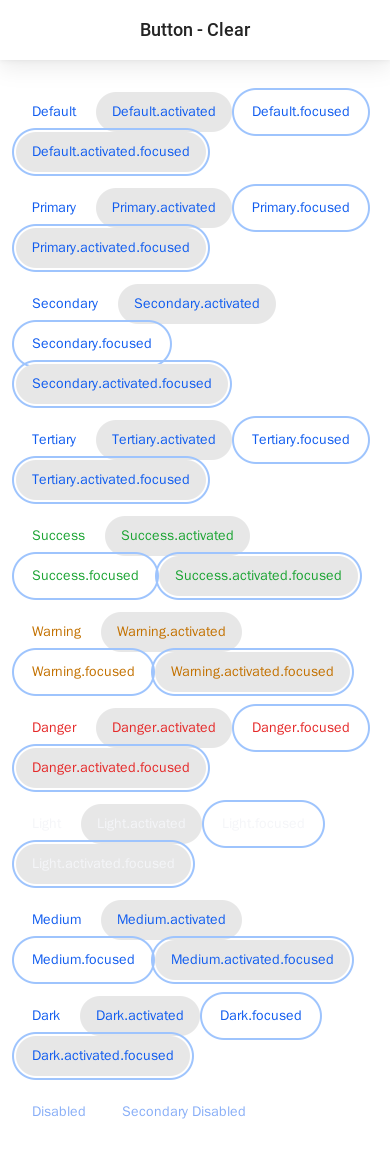 Button - Clear
Default Default.activated Default.focused
Default.activated.focused
Primary Primary.activated Primary.focused
Primary.activated.focused
Secondary Secondary.activated
Secondary.focused
Secondary.activated.focused
Tertiary Tertiary.activated Tertiary.focused
Tertiary.activated.focused
Success Success.activated
Success.focused Success.activated.focused
Warning Warning.activated
Warning.focused Warning.activated.focused
Danger Danger.activated Danger.focused
Danger.activated.focused
Light Light.activated Light.focused
Light.activated.focused
Medium Medium.activated
Medium.focused Medium.activated.focused
Dark Dark.activated Dark.focused
Dark.activated.focused
Disabled Secondary Disabled